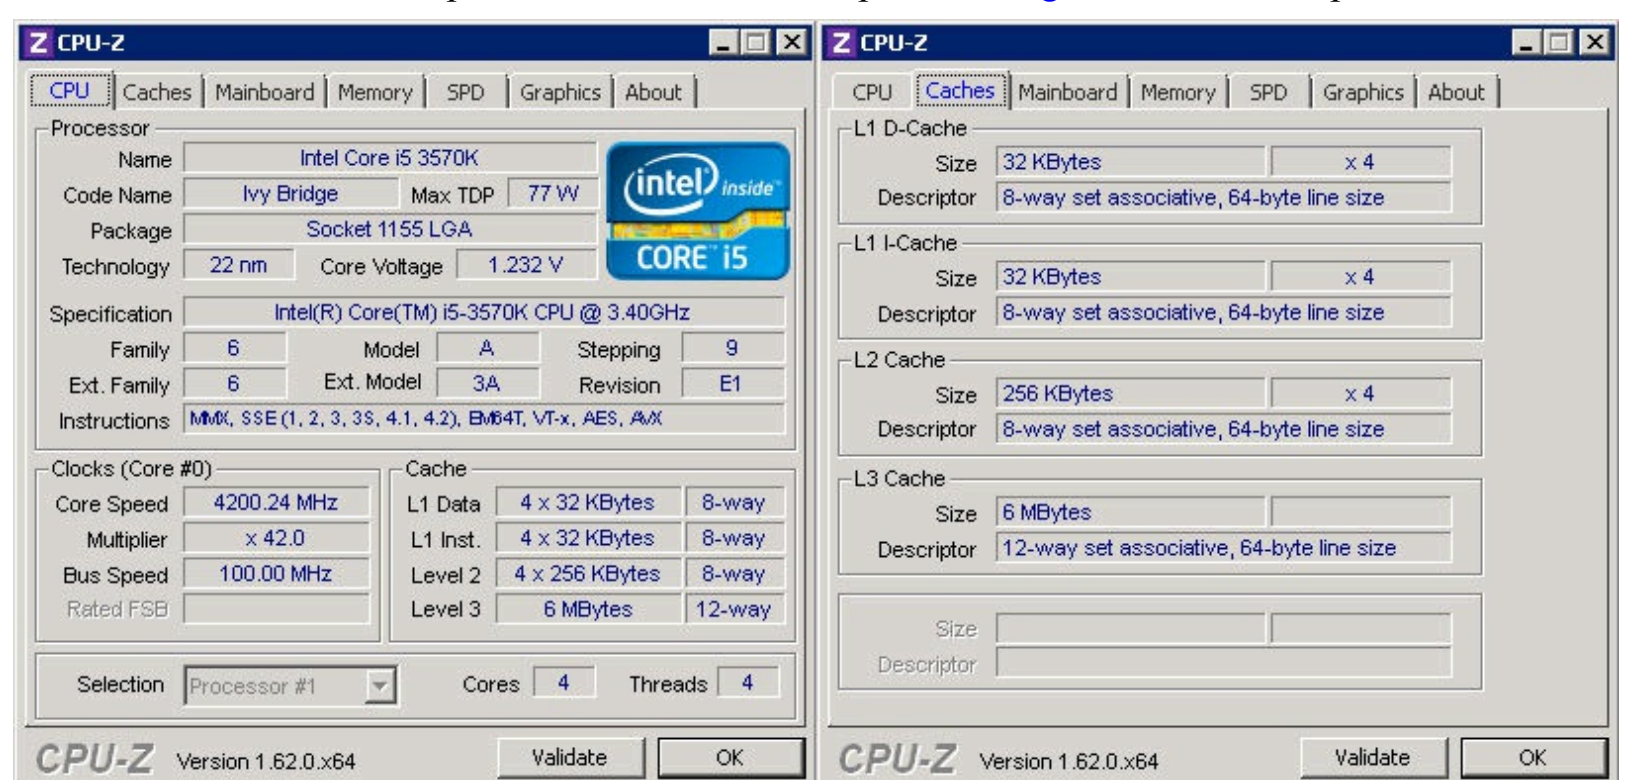 CPU-Z
CPU Caches Mainboard Memory SPD Graphics About
Processor
Name Intel Core i5 3570K
Code Name Ivy Bridge Max TDP 77 W
Package Socket 1155 LGA
Technology 22 nm Core Voltage 1.232 V
intel inside™
CORE™ i5
Specification Intel(R) Core(TM) i5-3570K CPU @ 3.40GHz
Family 6 Model A Stepping 9
Ext. Family 6 Ext. Model 3A Revision E1
Instructions MMX, SSE (1, 2, 3, 3S, 4.1, 4.2), EM64T, VT-x, AES, AVX
Clocks (Core #0)
Core Speed 4200.24 MHz
Multiplier x 42.0
Bus Speed 100.00 MHz
Rated FSB
Cache
L1 Data 4 x 32 KBytes 8-way
L1 Inst. 4 x 32 KBytes 8-way
Level 2 4 x 256 KBytes 8-way
Level 3 6 MBytes 12-way
Selection Processor #1 Cores 4 Threads 4
CPU-Z Version 1.62.0.x64 Validate OK
CPU-Z
CPU Caches Mainboard Memory SPD Graphics About
L1 D-Cache
Size 32 KBytes x 4
Descriptor 8-way set associative, 64-byte line size
L1 I-Cache
Size 32 KBytes x 4
Descriptor 8-way set associative, 64-byte line size
L2 Cache
Size 256 KBytes x 4
Descriptor 8-way set associative, 64-byte line size
L3 Cache
Size 6 MBytes
Descriptor 12-way set associative, 64-byte line size
Size
Descriptor
CPU-Z Version 1.62.0.x64 Validate OK